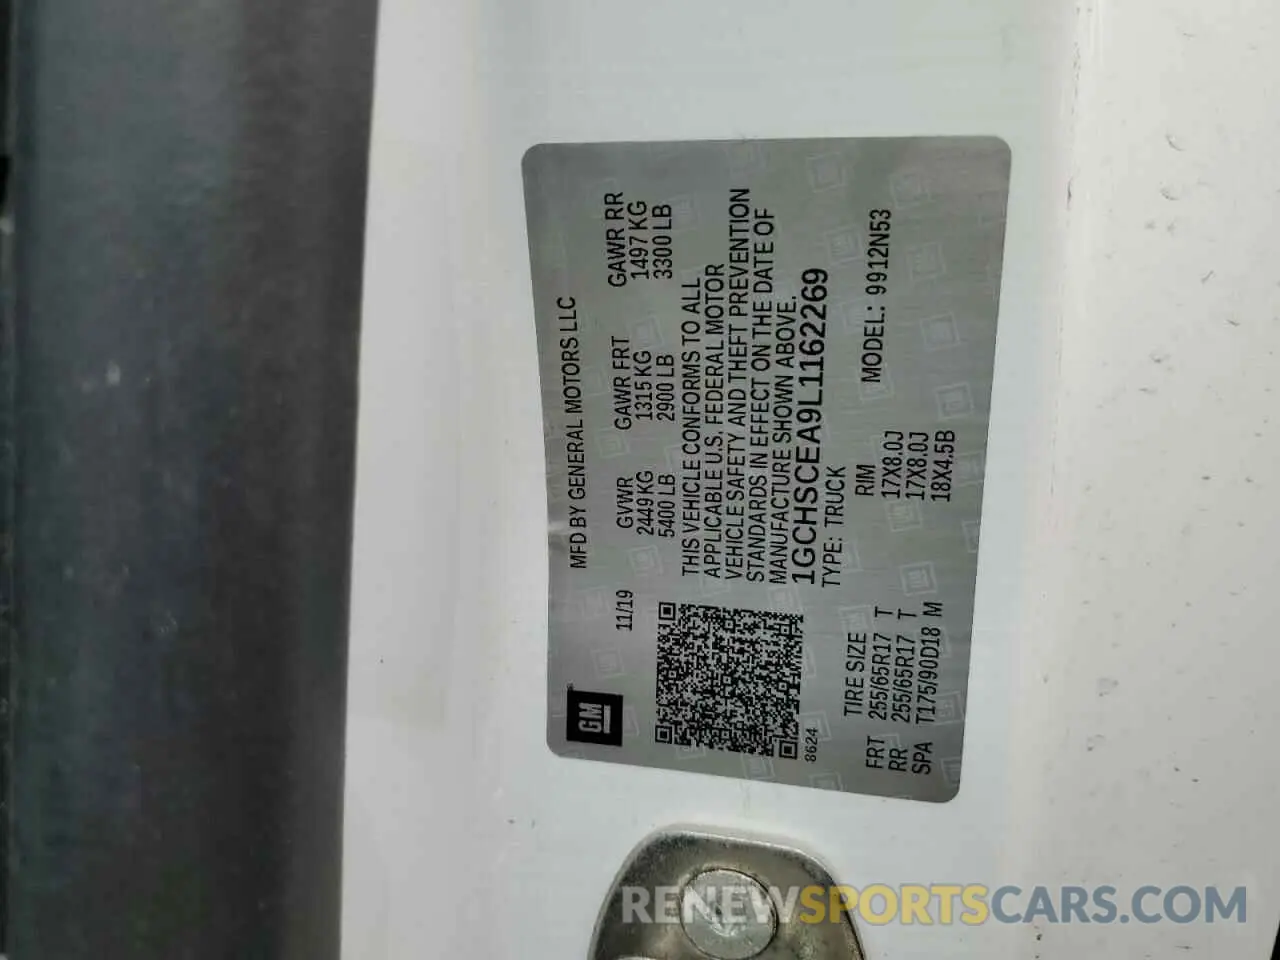 GM
MFD BY GENERAL MOTORS LLC
11/19
GVWR GAWR FRT GAWR RR
2449 KG 1315 KG 1497 KG
5400 LB 2900 LB 3300 LB
THIS VEHICLE CONFORMS TO ALL
APPLICABLE U.S. FEDERAL MOTOR
VEHICLE SAFETY AND THEFT PREVENTION
STANDARDS IN EFFECT ON THE DATE OF
MANUFACTURE SHOWN ABOVE.
1GCHSCEA9L1162269
8624
TYPE: TRUCK
TIRE SIZE RIM MODEL: 9912N53
FRT 255/65R17 T 17X8.0J
RR 255/65R17 T 17X8.0J
SPA T175/90D18 M 18X4.5B
RENEWSPORTSCARS.COM